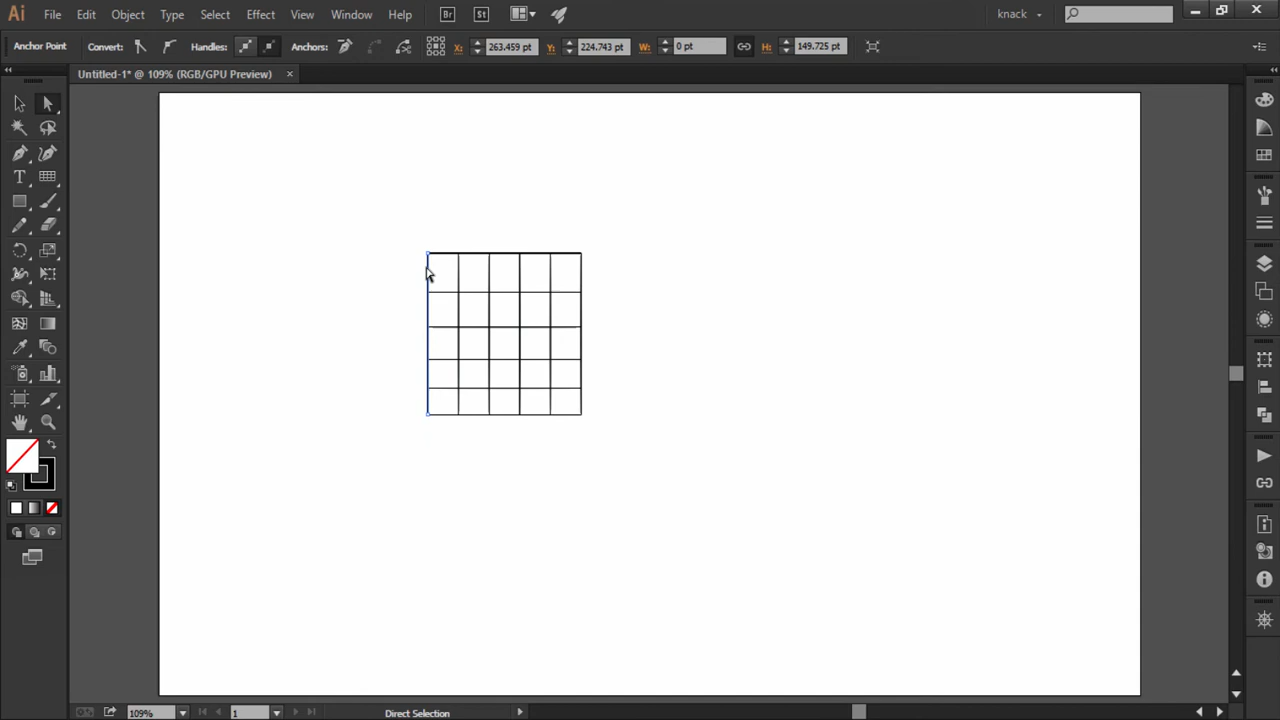 Ai File Edit Object Type Select Effect View Window Help Br St knack
Anchor Point Convert: Handles: Anchors: X: 263.459 pt Y: 224.743 pt W: 0 pt H: 149.725 pt
Untitled-1* @ 109% (RGB/GPU Preview)
109% 1 Direct Selection